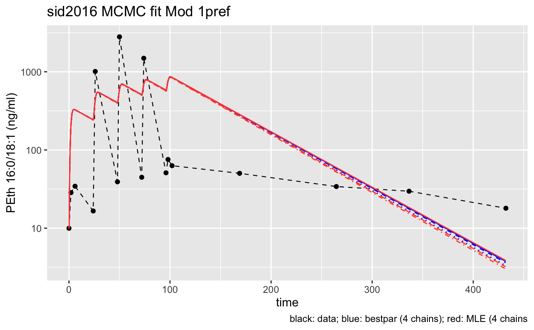 sid2016 MCMC fit Mod 1pref
PEth 16:0/18:1 (ng/ml)
1000
100
10
0
100
200
300
400
time
black: data; blue: bestpar (4 chains); red: MLE (4 chains